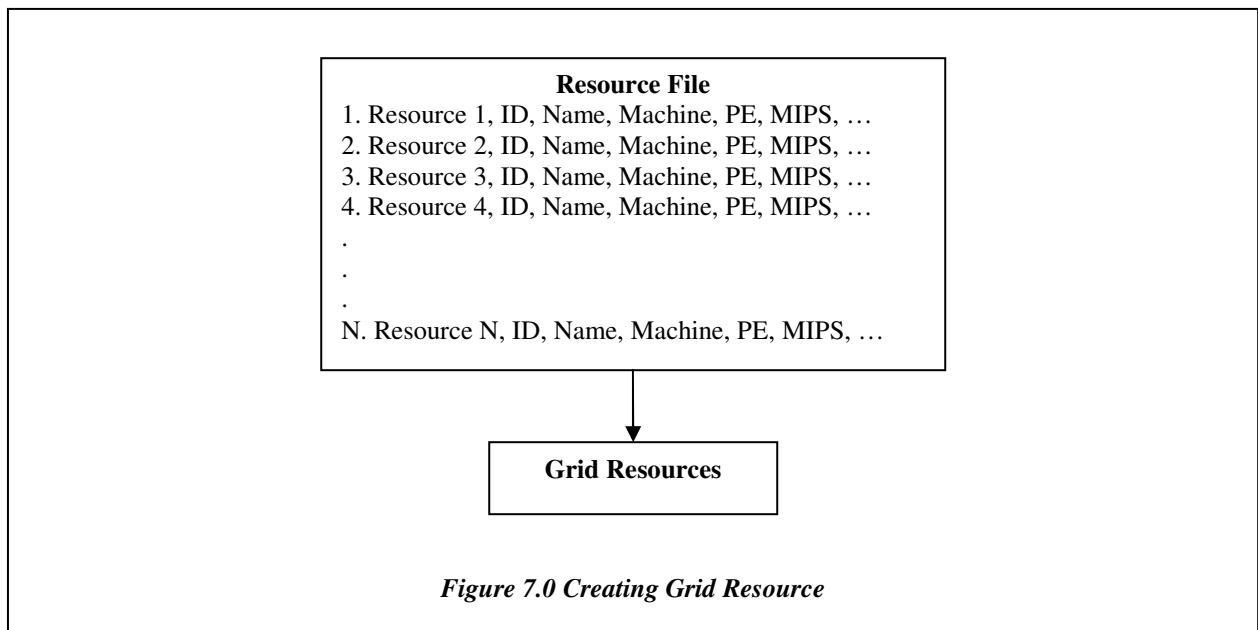 Resource File
1. Resource 1, ID, Name, Machine, PE, MIPS, …
2. Resource 2, ID, Name, Machine, PE, MIPS, …
3. Resource 3, ID, Name, Machine, PE, MIPS, …
4. Resource 4, ID, Name, Machine, PE, MIPS, …
.
.
.
N. Resource N, ID, Name, Machine, PE, MIPS, …
Grid Resources
Figure 7.0 Creating Grid Resource